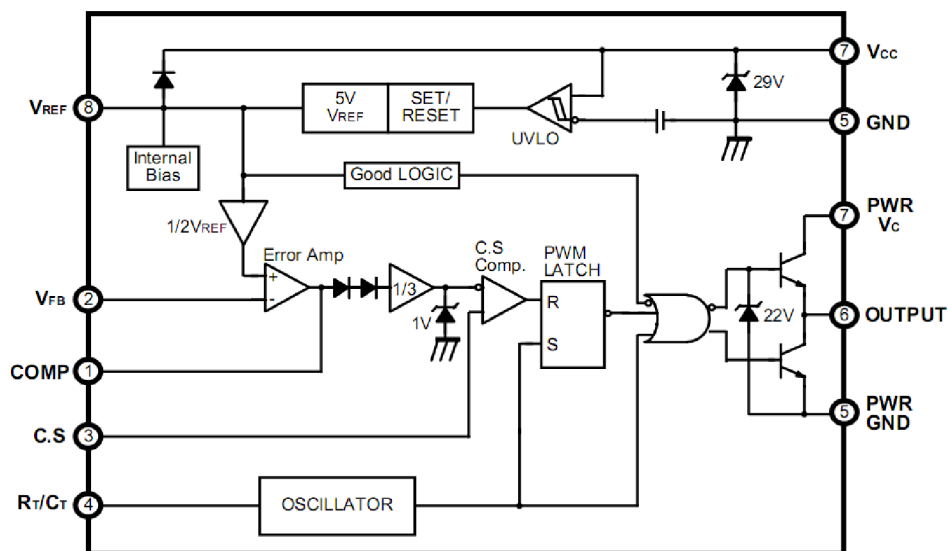 7 VCC
VREF 8
5V
VREF
SET/
RESET
UVLO
29V
5 GND
Internal
Bias
Good LOGIC
1/2VREF
Error Amp
+
-
1/3
1V
C.S
Comp.
PWM
LATCH
R
S
22V
7 PWR
VC
VFB 2
6 OUTPUT
COMP 1
5 PWR
GND
C.S 3
RT/CT 4
OSCILLATOR